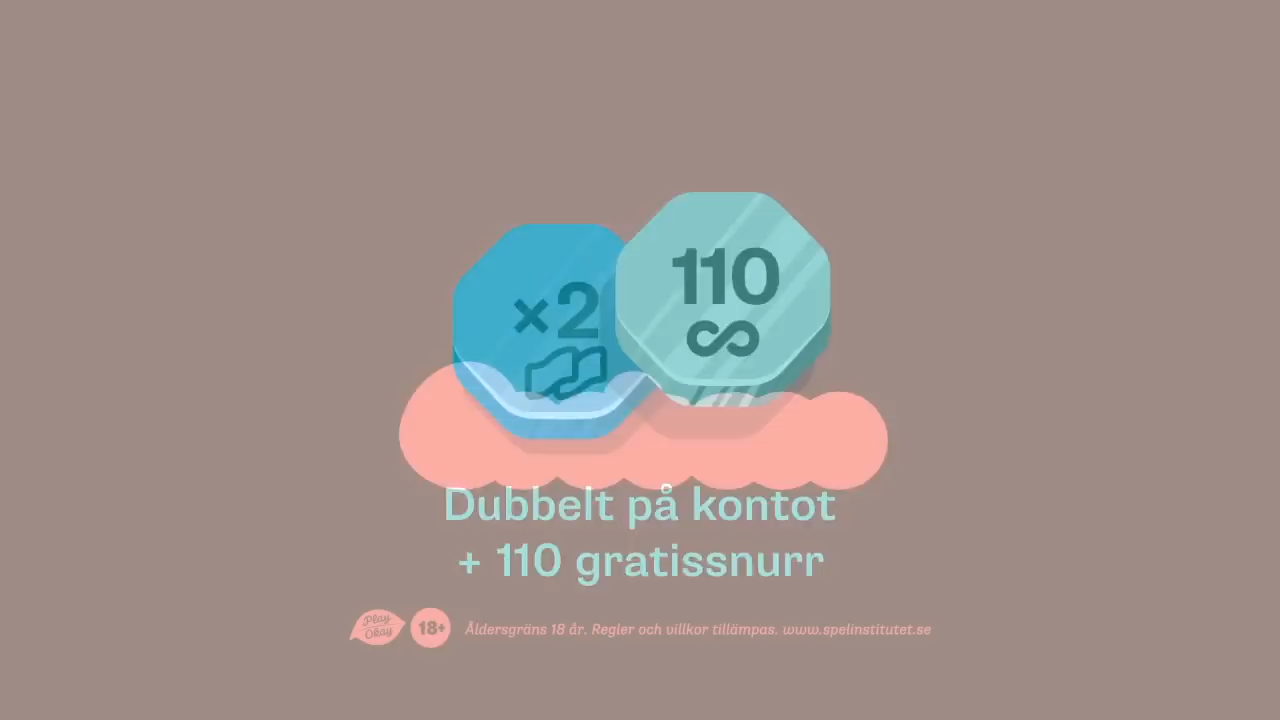 ×2
110
Dubbelt på kontot
+ 110 gratissnurr
Play Okay
18+
Åldersgräns 18 år. Regler och villkor tillämpas. www.spelinstitutet.se